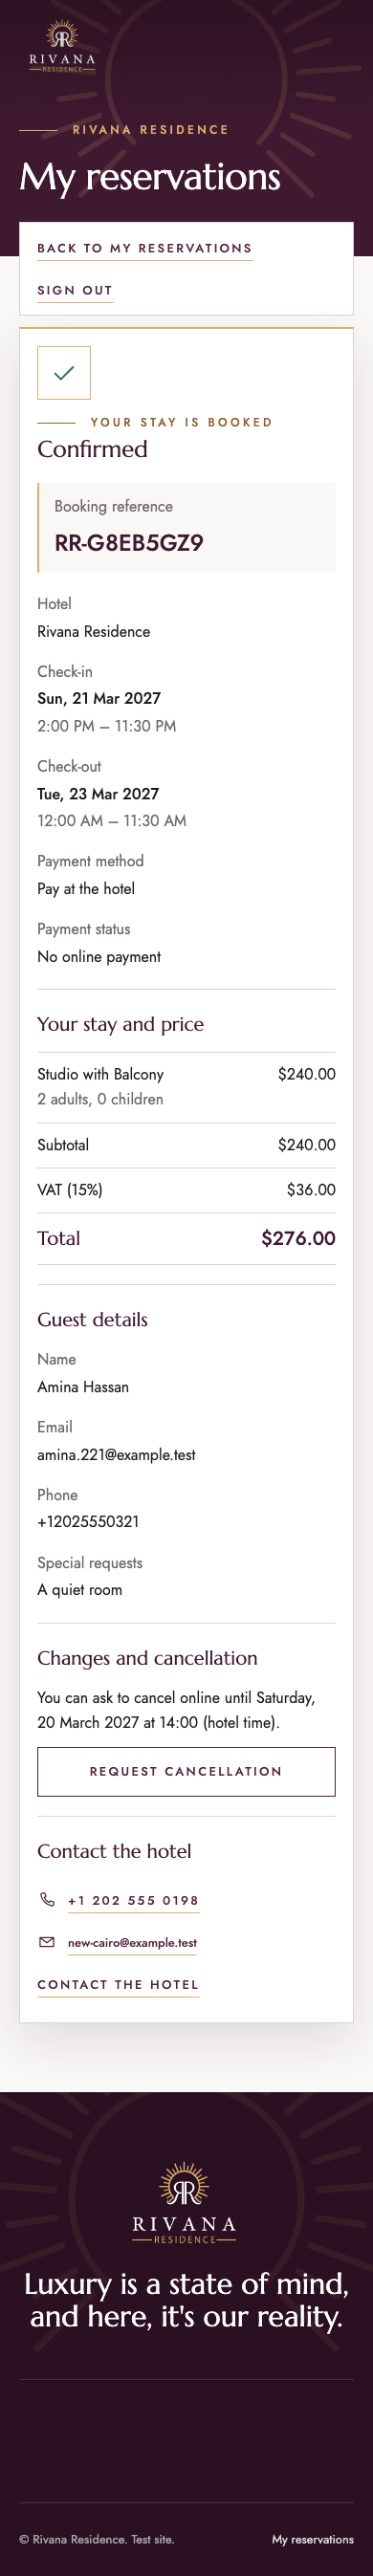 RIVANA
RESIDENCE
RIVANA RESIDENCE
My reservations
BACK TO MY RESERVATIONS
SIGN OUT
YOUR STAY IS BOOKED
Confirmed
Booking reference
RR-G8EB5GZ9
Hotel
Rivana Residence
Check-in
Sun, 21 Mar 2027
2:00 PM – 11:30 PM
Check-out
Tue, 23 Mar 2027
12:00 AM – 11:30 AM
Payment method
Pay at the hotel
Payment status
No online payment
Your stay and price
Studio with Balcony $240.00
2 adults, 0 children
Subtotal $240.00
VAT (15%) $36.00
Total $276.00
Guest details
Name
Amina Hassan
Email
amina.221@example.test
Phone
+12025550321
Special requests
A quiet room
Changes and cancellation
You can ask to cancel online until Saturday,
20 March 2027 at 14:00 (hotel time).
REQUEST CANCELLATION
Contact the hotel
+1 202 555 0198
new-cairo@example.test
CONTACT THE HOTEL
RIVANA
RESIDENCE
Luxury is a state of mind,
and here, it's our reality.
© Rivana Residence. Test site. My reservations